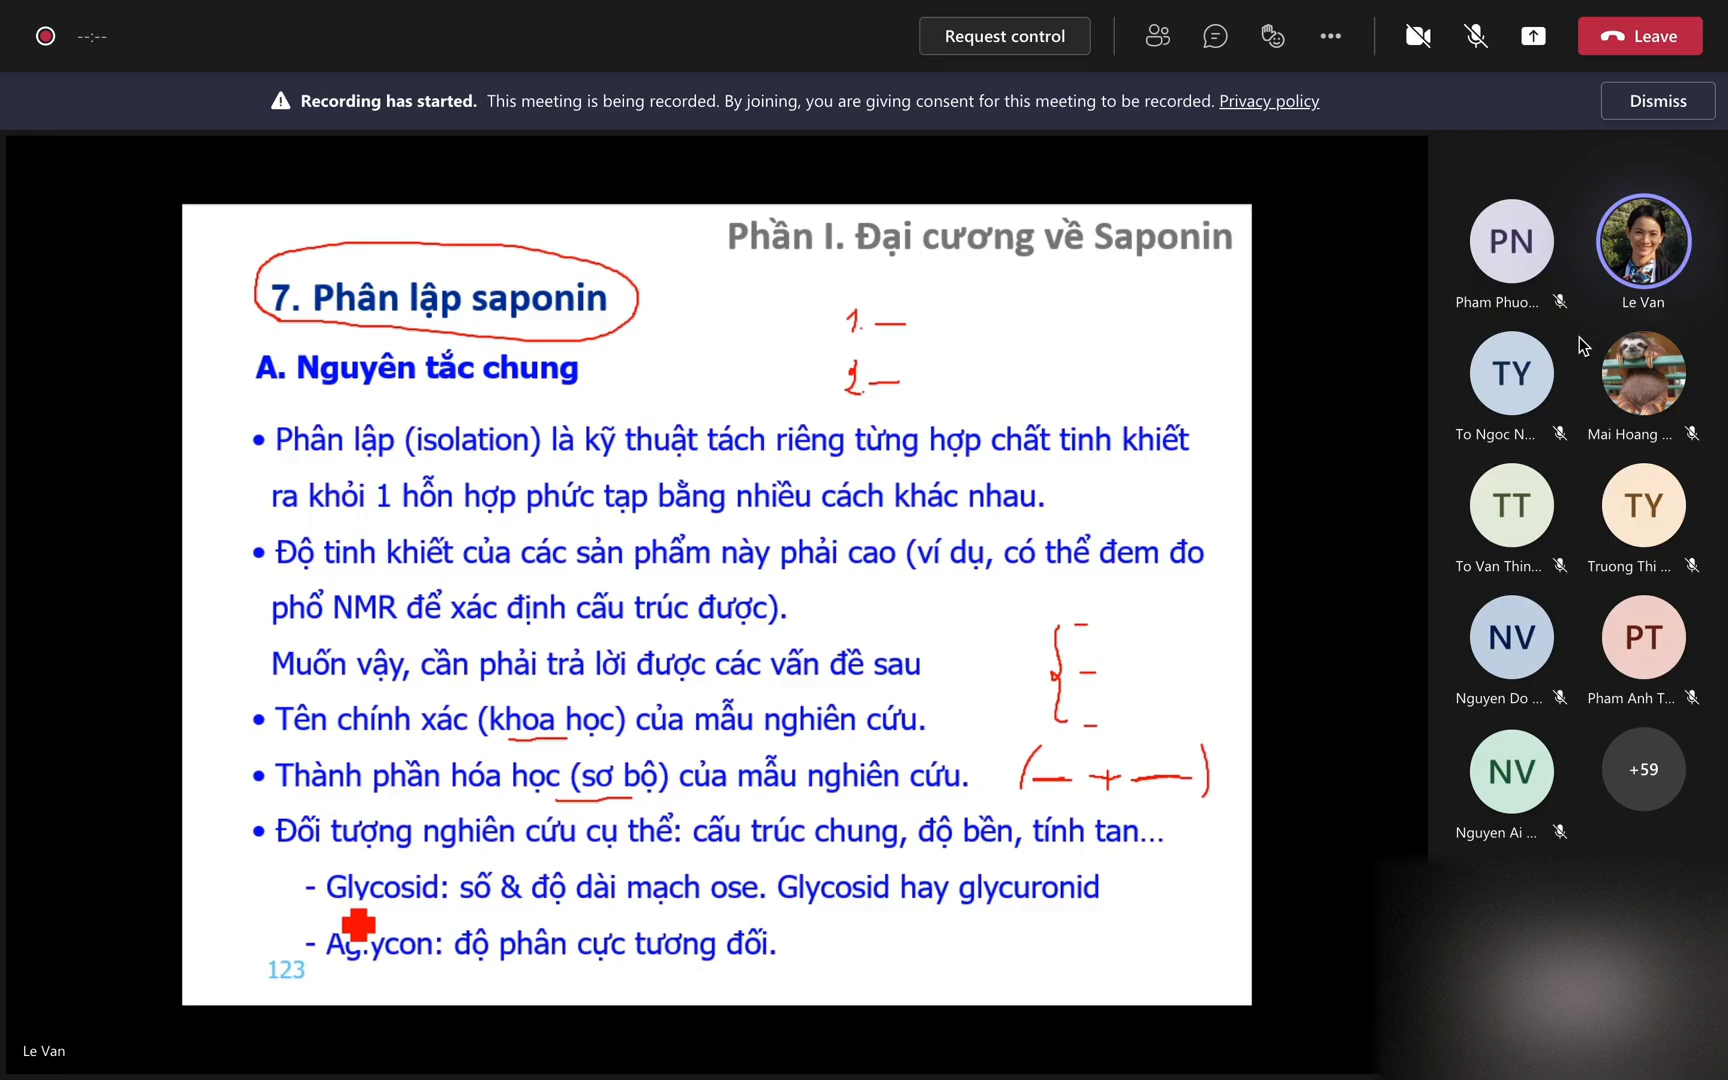 --:--
Request control
Leave
Recording has started. This meeting is being recorded. By joining, you are giving consent for this meeting to be recorded. Privacy policy
Dismiss
Phần I. Đại cương về Saponin
7. Phân lập saponin
1. —
2. —
A. Nguyên tắc chung
• Phân lập (isolation) là kỹ thuật tách riêng từng hợp chất tinh khiết
ra khỏi 1 hỗn hợp phức tạp bằng nhiều cách khác nhau.
• Độ tinh khiết của các sản phẩm này phải cao (ví dụ, có thể đem đo
phổ NMR để xác định cấu trúc được).
Muốn vậy, cần phải trả lời được các vấn đề sau
• Tên chính xác (khoa học) của mẫu nghiên cứu.
• Thành phần hóa học (sơ bộ) của mẫu nghiên cứu.
(— + —)
• Đối tượng nghiên cứu cụ thể: cấu trúc chung, độ bền, tính tan...
- Glycosid: số & độ dài mạch ose. Glycosid hay glycuronid
- Aglycon: độ phân cực tương đối.
123
Le Van
PN
Pham Phuo...
Le Van
TY
To Ngoc N...
Mai Hoang ...
TT
To Van Thin...
TY
Truong Thi ...
NV
Nguyen Do ...
PT
Pham Anh T...
NV
Nguyen Ai ...
+59